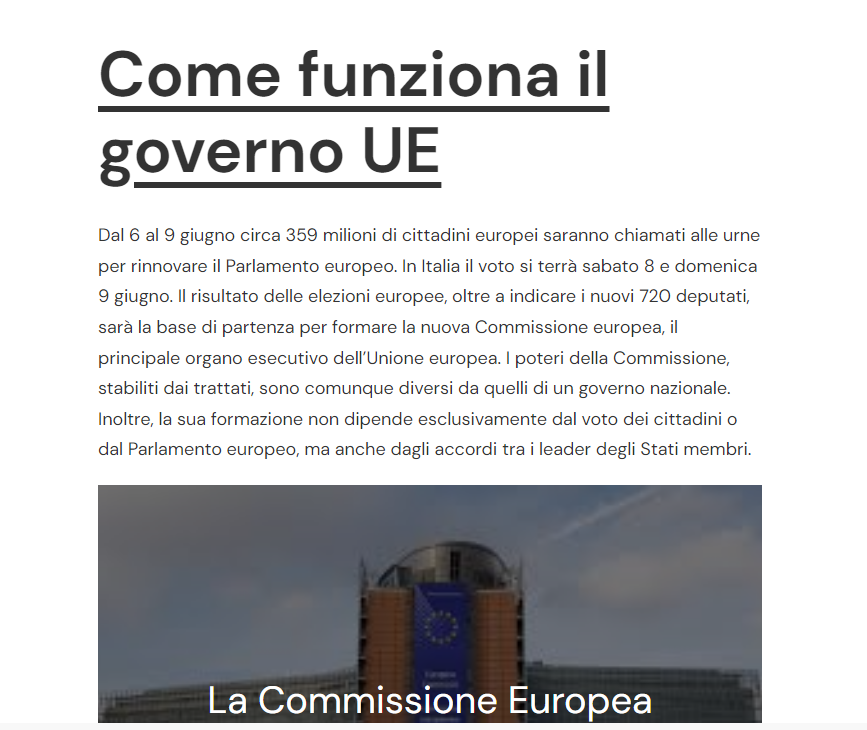 Come funziona il
governo UE
Dal 6 al 9 giugno circa 359 milioni di cittadini europei saranno chiamati alle urne
per rinnovare il Parlamento europeo. In Italia il voto si terrà sabato 8 e domenica
9 giugno. Il risultato delle elezioni europee, oltre a indicare i nuovi 720 deputati,
sarà la base di partenza per formare la nuova Commissione europea, il
principale organo esecutivo dell’Unione europea. I poteri della Commissione,
stabiliti dai trattati, sono comunque diversi da quelli di un governo nazionale.
Inoltre, la sua formazione non dipende esclusivamente dal voto dei cittadini o
dal Parlamento europeo, ma anche dagli accordi tra i leader degli Stati membri.
La Commissione Europea